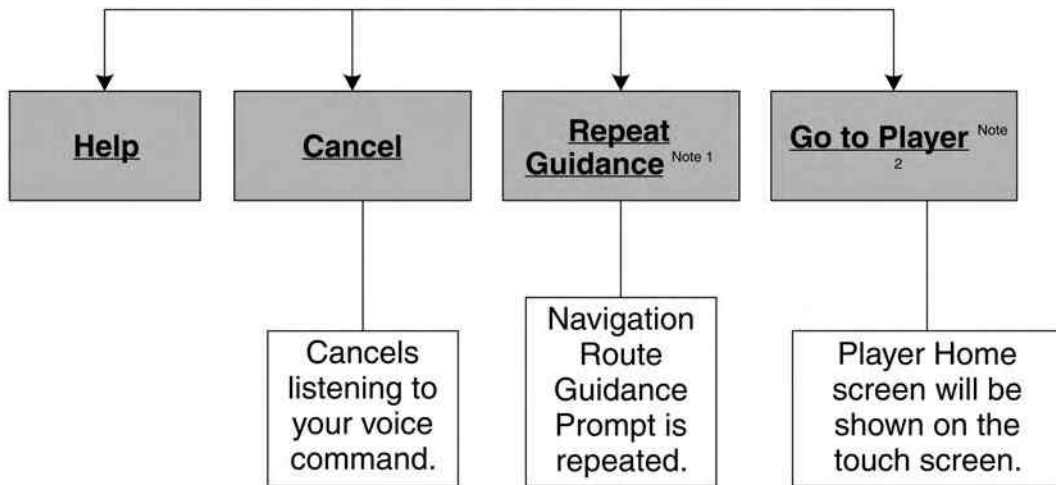 Help
Cancel
Repeat
Guidance Note 1
Go to Player Note
2
Cancels
listening to
your voice
command.
Navigation
Route
Guidance
Prompt is
repeated.
Player Home
screen will be
shown on the
touch screen.